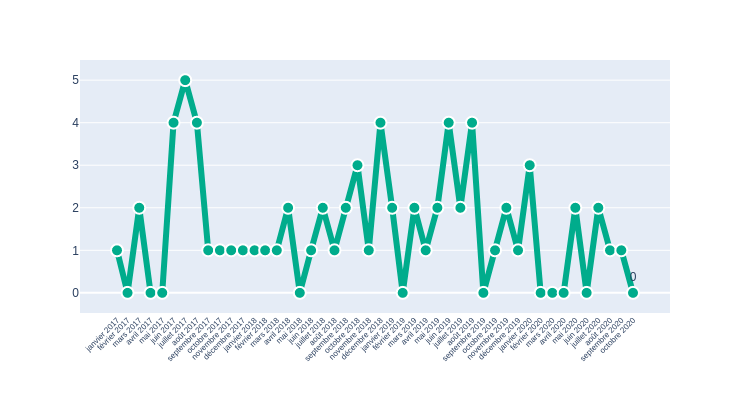 5
4
3
2
1
0
0
janvier 2017
février 2017
mars 2017
avril 2017
mai 2017
juin 2017
juillet 2017
août 2017
septembre 2017
octobre 2017
novembre 2017
décembre 2017
janvier 2018
février 2018
mars 2018
avril 2018
mai 2018
juin 2018
juillet 2018
août 2018
septembre 2018
octobre 2018
novembre 2018
décembre 2018
janvier 2019
février 2019
mars 2019
avril 2019
mai 2019
juin 2019
juillet 2019
août 2019
septembre 2019
octobre 2019
novembre 2019
décembre 2019
janvier 2020
février 2020
mars 2020
avril 2020
mai 2020
juin 2020
juillet 2020
août 2020
septembre 2020
octobre 2020